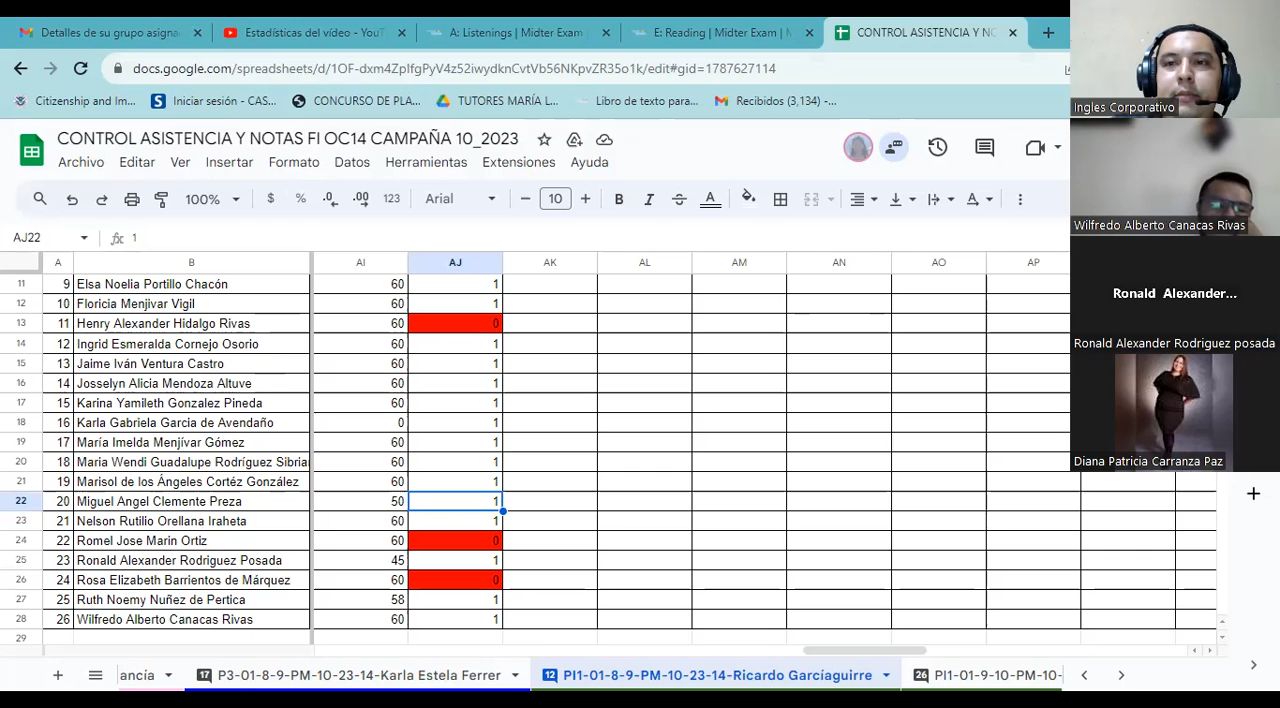 Detalles de su grupo asigna
Estadísticas del vídeo - YouT
A: Listenings | Midter Exam |
E: Reading | Midter Exam | M
CONTROL ASISTENCIA Y NO
docs.google.com/spreadsheets/d/
/edit#gid=1787627114
Citizenship and Im...
Iniciar sesión - CAS...
CONCURSO DE PLA...
TUTORES MARÍA L...
Libro de texto para...
Recibidos (3,134) -...
CONTROL ASISTENCIA Y NOTAS FI OC14 CAMPAÑA 10_2023
Archivo Editar Ver Insertar Formato Datos Herramientas Extensiones Ayuda
100% $ % .0 .00 123 Arial 10 B I S A
AJ22 fx 1
A B AI AJ AK AL AM AN AO AP
11 9 Elsa Noelia Portillo Chacón 60 1
12 10 Floricia Menjivar Vigil 60 1
13 11 Henry Alexander Hidalgo Rivas 60 0
14 12 Ingrid Esmeralda Cornejo Osorio 60 1
15 13 Jaime Iván Ventura Castro 60 1
16 14 Josselyn Alicia Mendoza Altuve 60 1
17 15 Karina Yamileth Gonzalez Pineda 60 1
18 16 Karla Gabriela Garcia de Avendaño 0 1
19 17 María Imelda Menjívar Gómez 60 1
20 18 Maria Wendi Guadalupe Rodríguez Sibrian 60 1
21 19 Marisol de los Ángeles Cortéz González 60 1
22 20 Miguel Angel Clemente Preza 50 1
23 21 Nelson Rutilio Orellana Iraheta 60 1
24 22 Romel Jose Marin Ortiz 60 0
25 23 Ronald Alexander Rodriguez Posada 45 1
26 24 Rosa Elizabeth Barrientos de Márquez 60 0
27 25 Ruth Noemy Nuñez de Pertica 58 1
28 26 Wilfredo Alberto Canacas Rivas 60 1
29
ancía
17 P3-01-8-9-PM-10-23-14-Karla Estela Ferrer
12 PI1-01-8-9-PM-10-23-14-Ricardo Garcíaguirre
26 PI1-01-9-10-PM-10-
Ingles Corporativo
Wilfredo Alberto Canacas Rivas
Ronald Alexander...
Ronald Alexander Rodriguez posada
Diana Patricia Carranza Paz